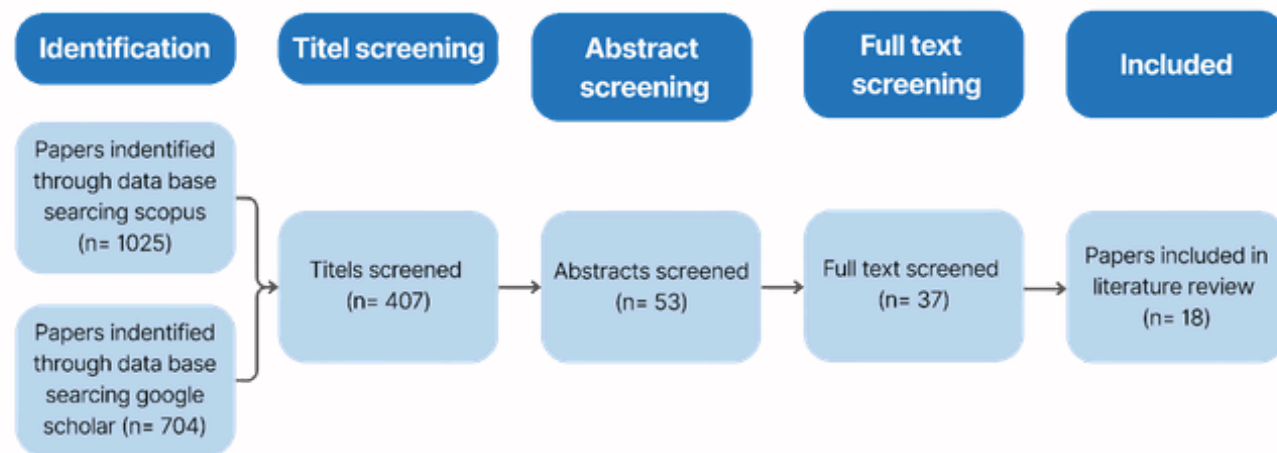 Identification
Titel screening
Abstract
screening
Full text
screening
Included
Papers indentified
through data base
searcing scopus
(n= 1025)
Papers indentified
through data base
searcing google
scholar (n= 704)
Titels screened
(n= 407)
Abstracts screened
(n= 53)
Full text screened
(n= 37)
Papers included in
literature review
(n= 18)